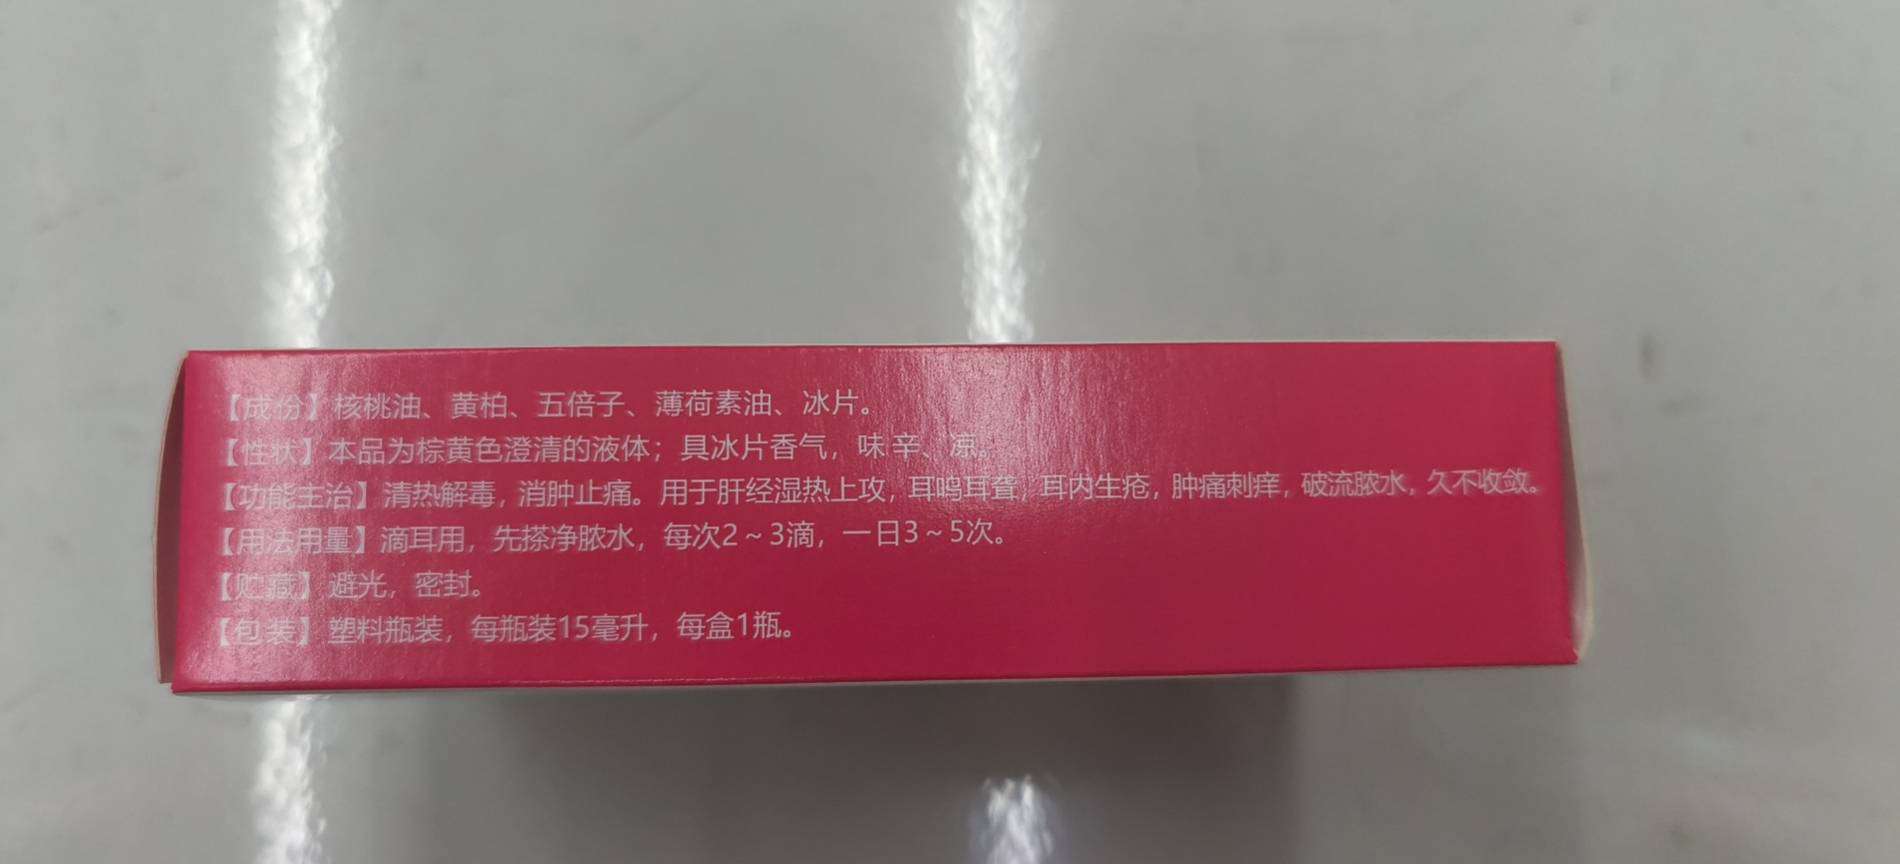 【成份】核桃油、黄柏、五倍子、薄荷素油、冰片。
【性状】本品为棕黄色澄清的液体；具冰片香气，味辛、凉。
【功能主治】清热解毒，消肿止痛。用于肝经湿热上攻，耳鸣耳聋，耳内生疮，肿痛刺痒，破流脓水，久不收敛。
【用法用量】滴耳用，先搽净脓水，每次2～3滴，一日3～5次。
【贮藏】避光，密封。
【包装】塑料瓶装，每瓶装15毫升，每盒1瓶。